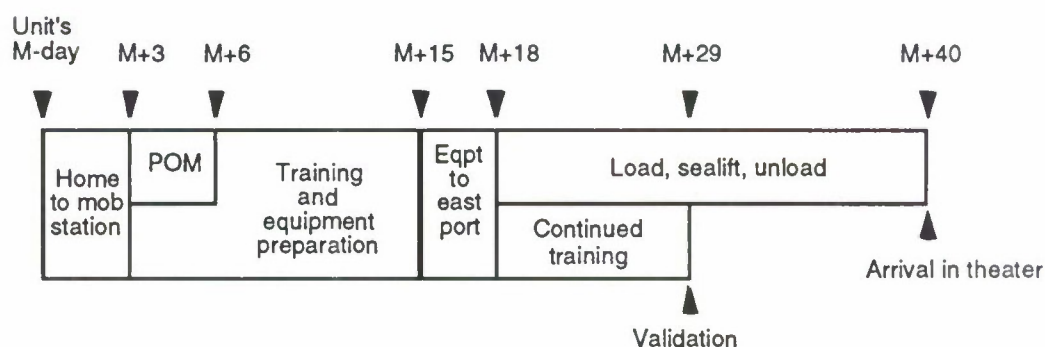 Unit's
M-day
M+3
M+6
M+15
M+18
M+29
M+40
Home
to mob
station
POM
Training
and
equipment
preparation
Eqpt
to
east
port
Load, sealift, unload
Continued
training
Arrival in theater
Validation